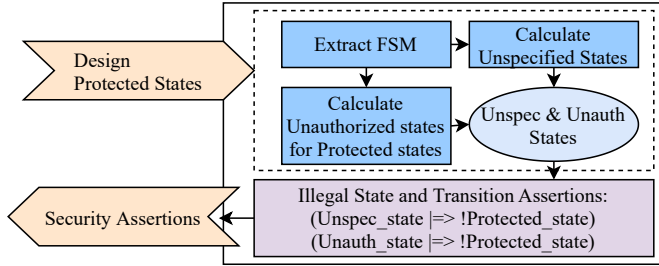 Design
Protected States
Extract FSM
Calculate
Unspecified States
Calculate
Unauthorized states
for Protected states
Unspec & Unauth
States
Security Assertions
Illegal State and Transition Assertions:
(Unspec_state |=> !Protected_state)
(Unauth_state |=> !Protected_state)